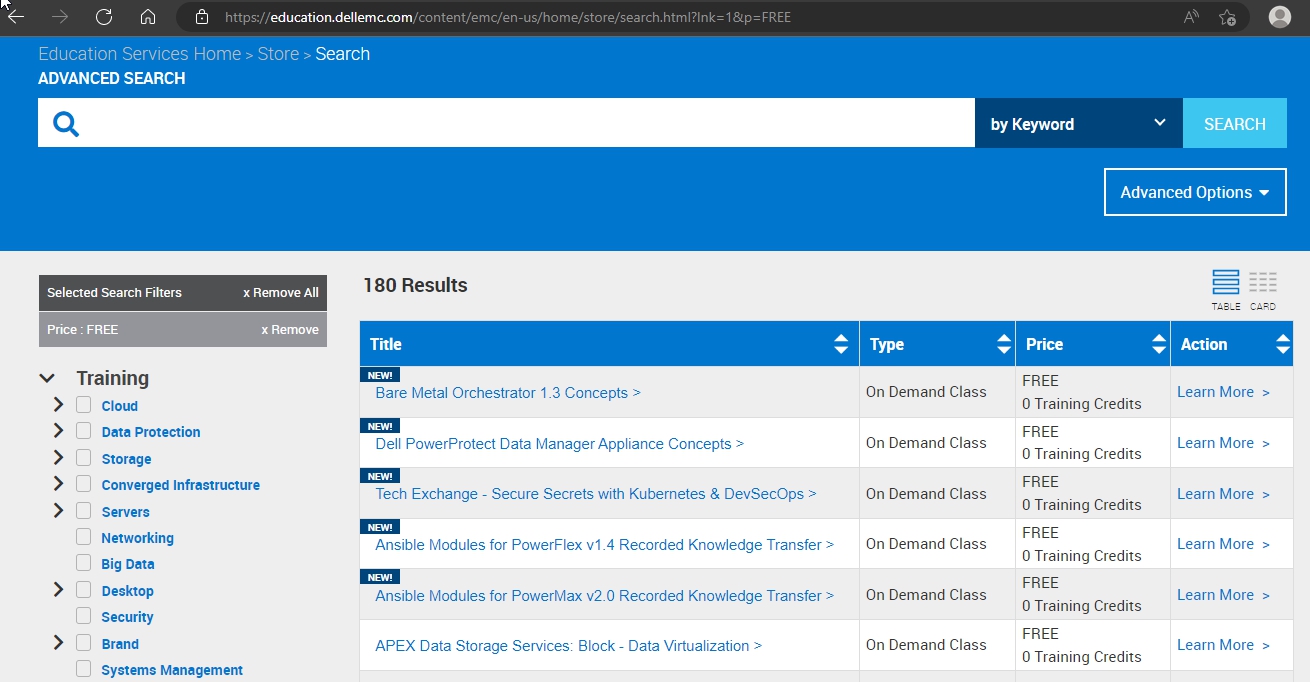 https://education.dellemc.com/content/emc/en-us/home/store/search.html?lnk=1&p=FREE
Education Services Home > Store > Search
ADVANCED SEARCH
by Keyword
SEARCH
Advanced Options
Selected Search Filters x Remove All
Price : FREE x Remove
Training
Cloud
Data Protection
Storage
Converged Infrastructure
Servers
Networking
Big Data
Desktop
Security
Brand
Systems Management
180 Results
TABLE CARD
Title Type Price Action
NEW!
Bare Metal Orchestrator 1.3 Concepts > On Demand Class FREE Learn More >
0 Training Credits
NEW!
Dell PowerProtect Data Manager Appliance Concepts > On Demand Class FREE Learn More >
0 Training Credits
NEW!
Tech Exchange - Secure Secrets with Kubernetes & DevSecOps > On Demand Class FREE Learn More >
0 Training Credits
NEW!
Ansible Modules for PowerFlex v1.4 Recorded Knowledge Transfer > On Demand Class FREE Learn More >
0 Training Credits
NEW!
Ansible Modules for PowerMax v2.0 Recorded Knowledge Transfer > On Demand Class FREE Learn More >
0 Training Credits
APEX Data Storage Services: Block - Data Virtualization > On Demand Class FREE Learn More >
0 Training Credits